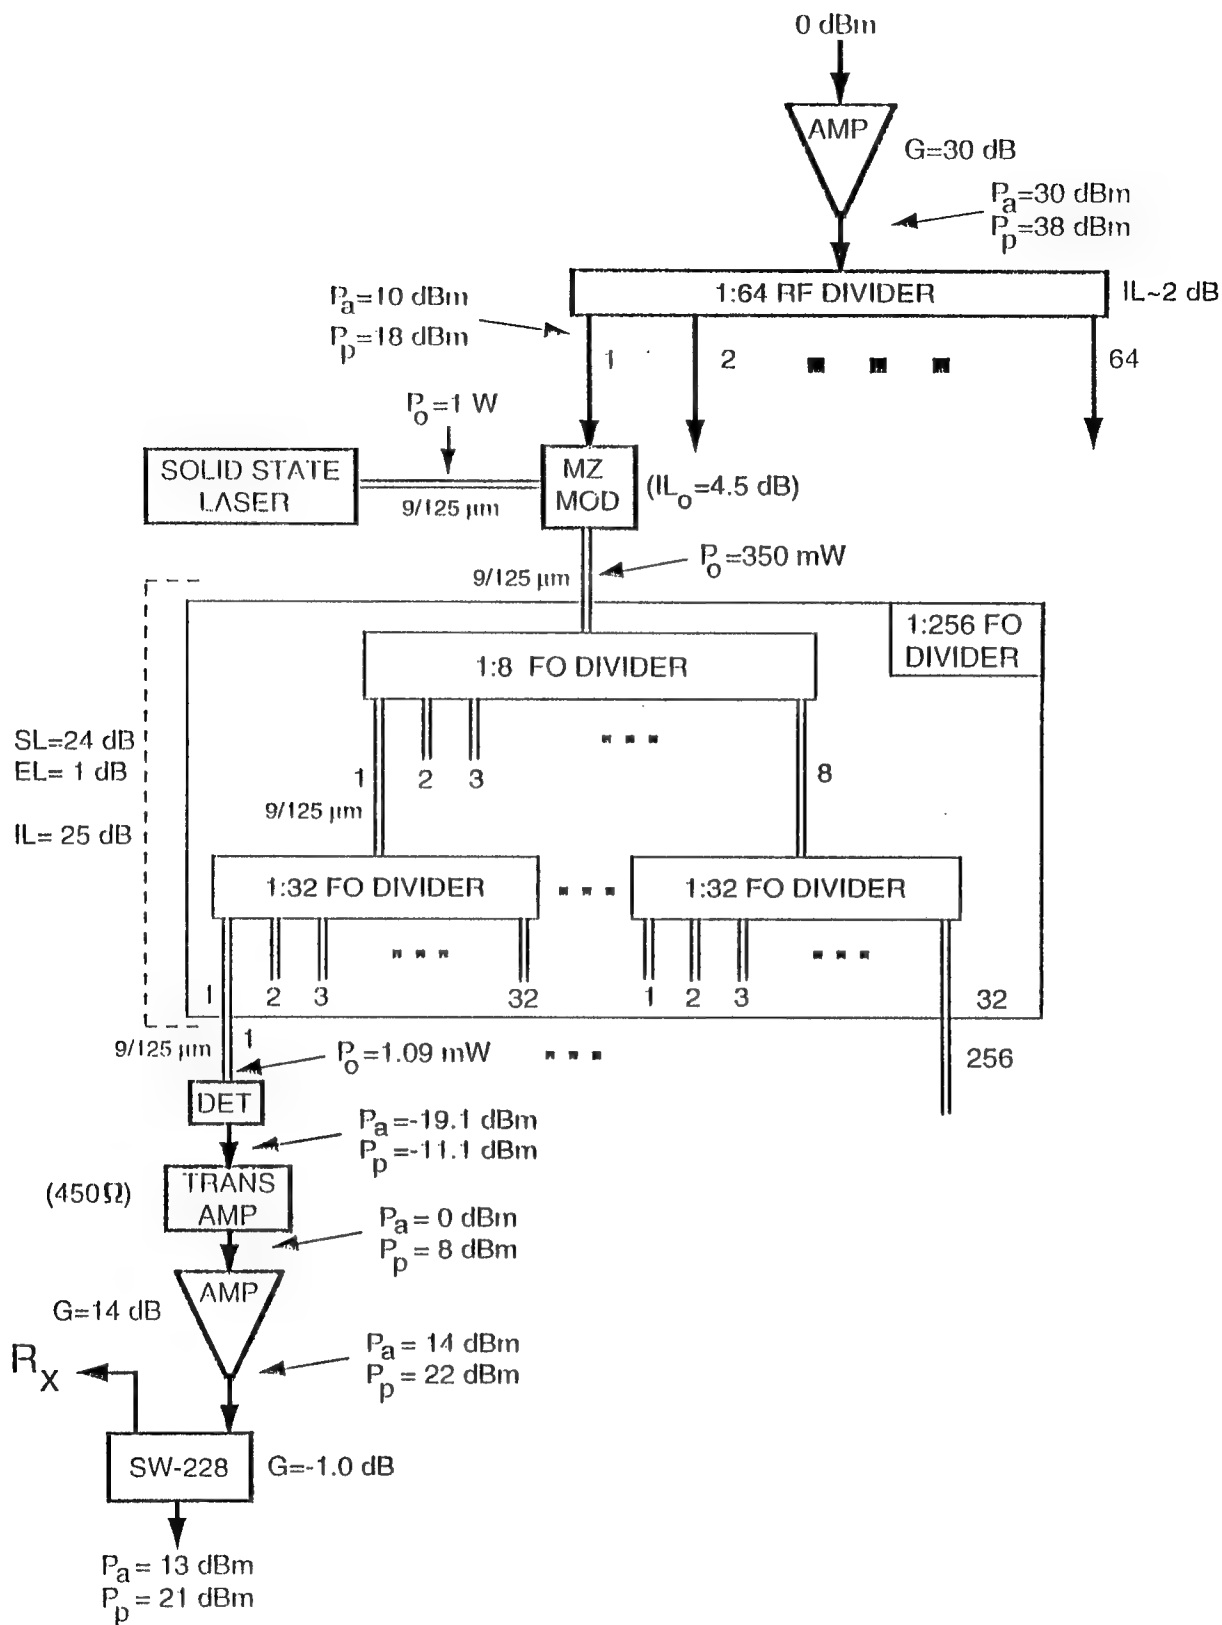 0 dBm
AMP
G=30 dB
Pa=30 dBm
Pp=38 dBm
1:64 RF DIVIDER
IL~2 dB
Pa=10 dBm
Pp=18 dBm
1
2
64
Po=1 W
SOLID STATE
LASER
9/125 µm
MZ
MOD
(ILo=4.5 dB)
9/125 µm
Po=350 mW
1:256 FO
DIVIDER
1:8 FO DIVIDER
SL=24 dB
EL= 1 dB
IL= 25 dB
1
2
3
8
9/125 µm
1:32 FO DIVIDER
1:32 FO DIVIDER
1
2
3
32
1
2
3
32
9/125 µm
1
Po=1.09 mW
256
DET
Pa=-19.1 dBm
Pp=-11.1 dBm
(450Ω)
TRANS
AMP
Pa= 0 dBm
Pp= 8 dBm
AMP
G=14 dB
Pa= 14 dBm
Pp= 22 dBm
Rx
SW-228
G=-1.0 dB
Pa= 13 dBm
Pp= 21 dBm